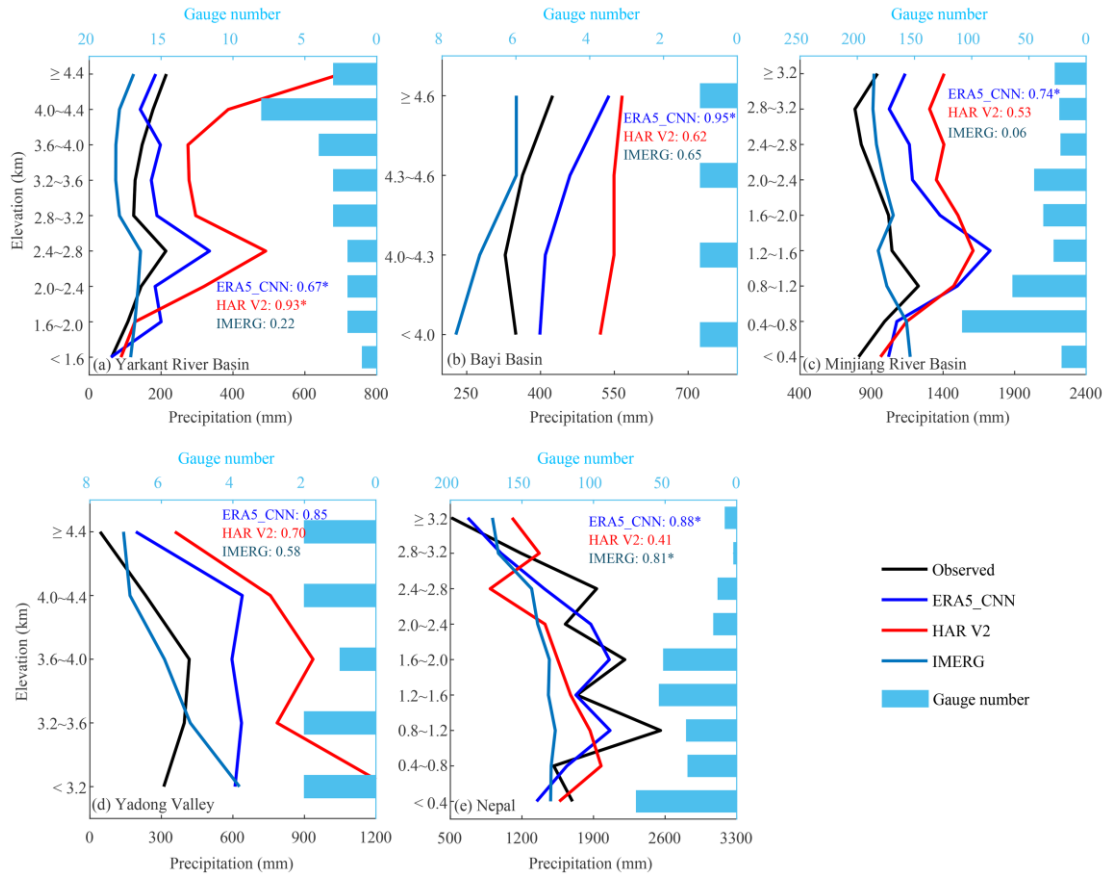 Gauge number
Gauge number
Gauge number
20 15 10 5 0
8 6 4 2 0
250 200 150 100 50 0
Elevation (km)
≥ 4.4
4.0~4.4
3.6~4.0
3.2~3.6
2.8~3.2
2.4~2.8
2.0~2.4
1.6~2.0
< 1.6
ERA5_CNN: 0.67*
HAR V2: 0.93*
IMERG: 0.22
(a) Yarkant River Basin
0 200 400 600 800
Precipitation (mm)
≥ 4.6
4.3~4.6
4.0~4.3
< 4.0
ERA5_CNN: 0.95*
HAR V2: 0.62
IMERG: 0.65
(b) Bayi Basin
250 400 550 700
Precipitation (mm)
≥ 3.2
2.8~3.2
2.4~2.8
2.0~2.4
1.6~2.0
1.2~1.6
0.8~1.2
0.4~0.8
< 0.4
ERA5_CNN: 0.74*
HAR V2: 0.53
IMERG: 0.06
(c) Minjiang River Basin
400 900 1400 1900 2400
Precipitation (mm)
Gauge number
Gauge number
8 6 4 2 0
200 150 100 50 0
Elevation (km)
≥ 4.4
4.0~4.4
3.6~4.0
3.2~3.6
< 3.2
ERA5_CNN: 0.85
HAR V2: 0.70
IMERG: 0.58
(d) Yadong Valley
0 300 600 900 1200
Precipitation (mm)
≥ 3.2
2.8~3.2
2.4~2.8
2.0~2.4
1.6~2.0
1.2~1.6
0.8~1.2
0.4~0.8
< 0.4
ERA5_CNN: 0.88*
HAR V2: 0.41
IMERG: 0.81*
(e) Nepal
500 1200 1900 2600 3300
Precipitation (mm)
Observed
ERA5_CNN
HAR V2
IMERG
Gauge number